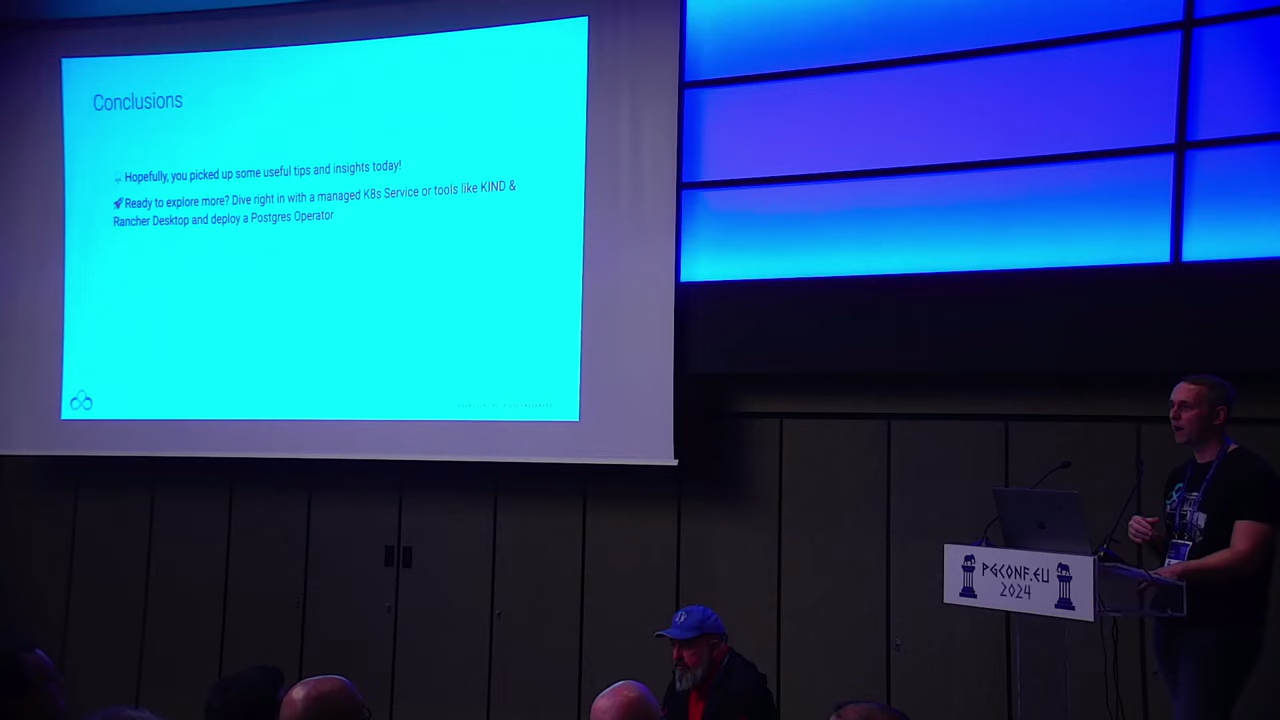 Conclusions
Hopefully, you picked up some useful tips and insights today!
🚀Ready to explore more? Dive right in with a managed K8s Service or tools like KIND &
Rancher Desktop and deploy a Postgres Operator
PGCONF.EU
2024